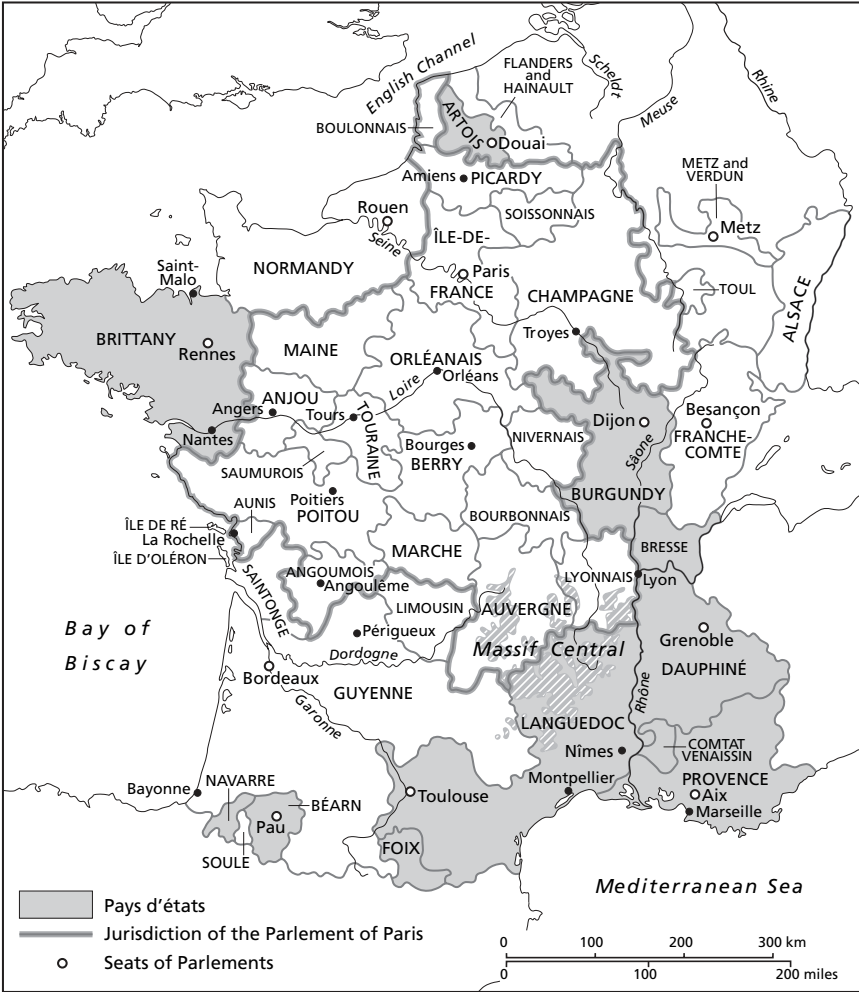 English Channel
FLANDERS
and
HAINAULT
Scheldt
Meuse
Rhine
BOULONNAIS
ARTOIS
Douai
METZ and
VERDUN
Amiens
PICARDY
Rouen
SOISSONNAIS
Metz
Seine
ÎLE-DE-
FRANCE
Paris
NORMANDY
Saint-
Malo
CHAMPAGNE
TOUL
ALSACE
Troyes
BRITTANY
Rennes
MAINE
ORLÉANAIS
Orléans
Loire
ANJOU
Angers
Tours
TOURAINE
Nantes
Dijon
Besançon
FRANCHE-
COMTE
Sâone
NIVERNAIS
Bourges
BERRY
SAUMUROIS
Poitiers
POITOU
BURGUNDY
AUNIS
BOURBONNAIS
ÎLE DE RÉ
La Rochelle
ÎLE D'OLÉRON
MARCHE
BRESSE
ANGOUMOIS
Angoulême
LYONNAIS
Lyon
SAINTONGE
LIMOUSIN
AUVERGNE
Bay of
Biscay
Périgueux
Massif Central
Grenoble
DAUPHINÉ
Dordogne
Bordeaux
GUYENNE
Garonne
Rhône
LANGUEDOC
COMTAT
VENAISSIN
Nîmes
Montpellier
PROVENCE
Aix
Marseille
Bayonne
NAVARRE
BÉARN
Pau
SOULE
Toulouse
FOIX
Mediterranean Sea
Pays d'états
Jurisdiction of the Parlement of Paris
Seats of Parlements
0 100 200 300 km
0 100 200 miles